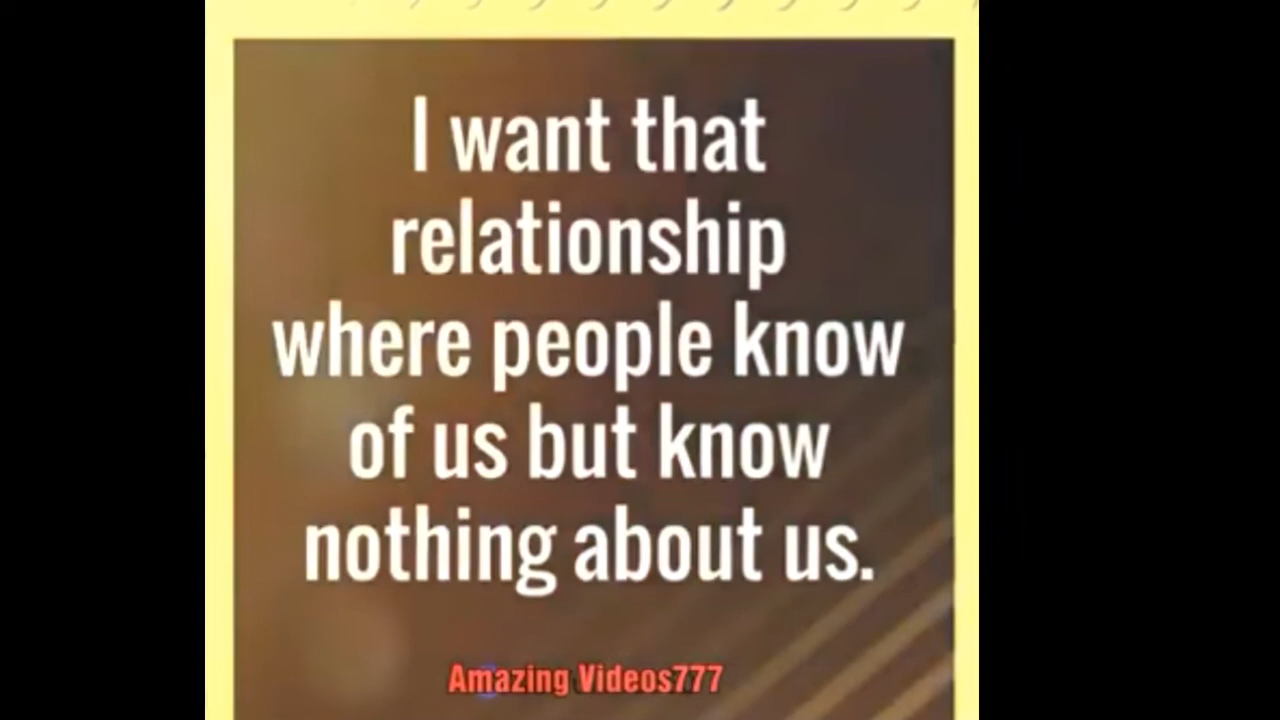 I want that
relationship
where people know
of us but know
nothing about us.
Amazing Videos777